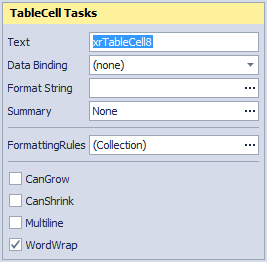 TableCell Tasks
Text xrTableCell8
Data Binding (none)
Format String ...
Summary None ...
FormattingRules (Collection) ...
CanGrow
CanShrink
Multiline
WordWrap